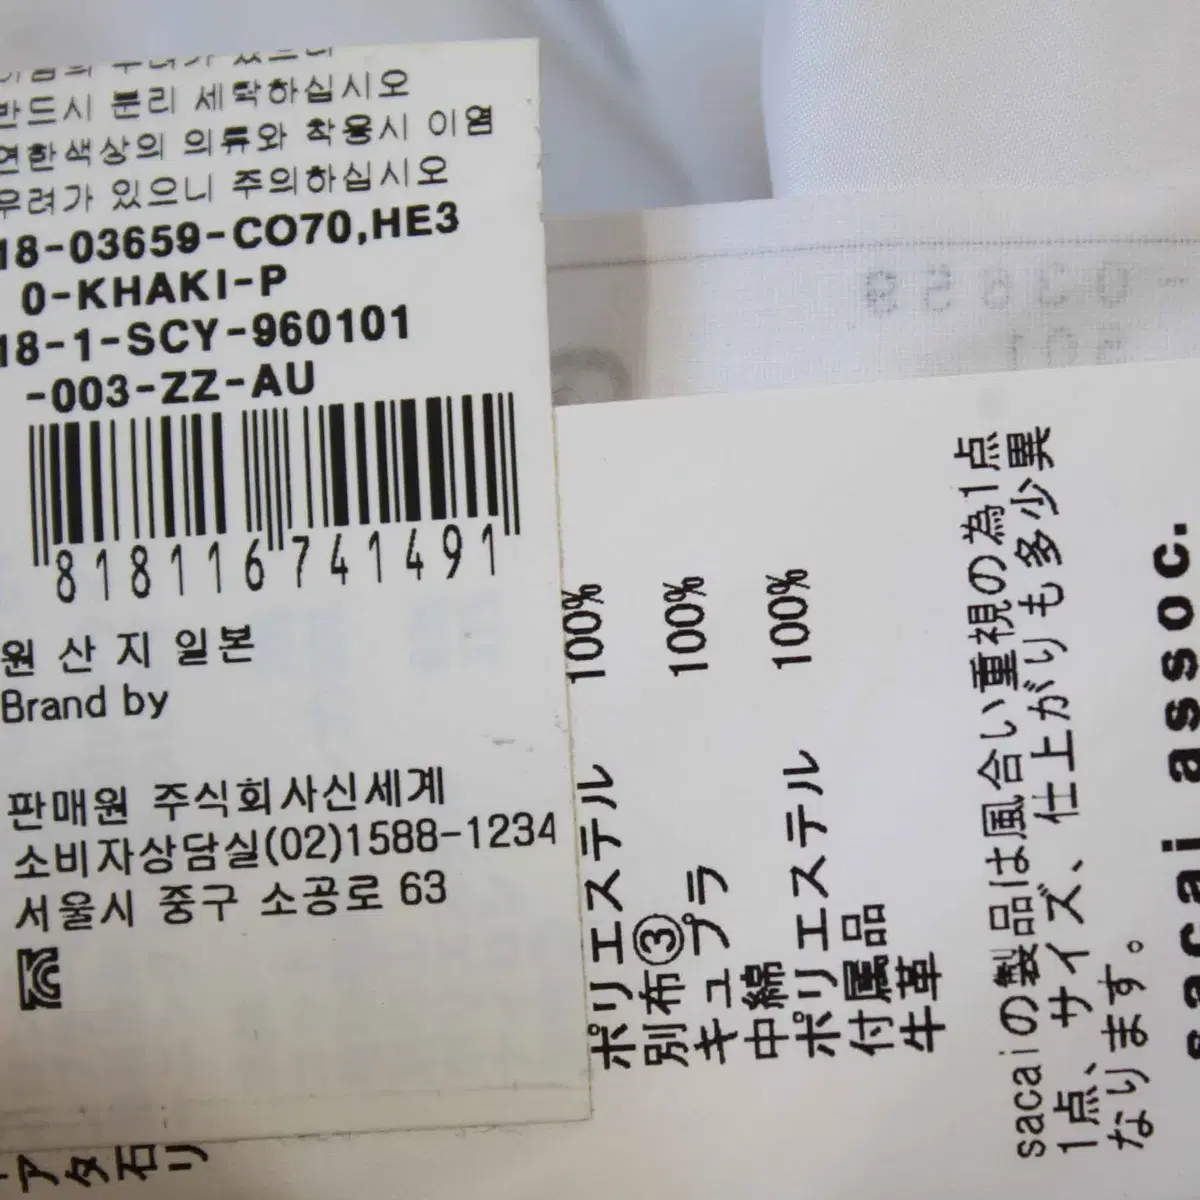 반드시 분리 세탁하십시오
연한색상의 의류와 착용시 이염
우려가 있으니 주의하십시오
18-03659-CO70,HE3
0-KHAKI-P
18-1-SCY-960101
-003-ZZ-AU
818116741491
원산지 일본
Brand by
판매원 주식회사신세계
소비자상담실(02)1588-1234
서울시 중구 소공로 63
ポリエステル 100%
別布③
キュプラ 100%
中綿
ポリエステル 100%
付属品
牛革
sacaiの製品は風合い重視の為1点
1点、サイズ、仕上がりも多少異
なります。
sacai assoc.